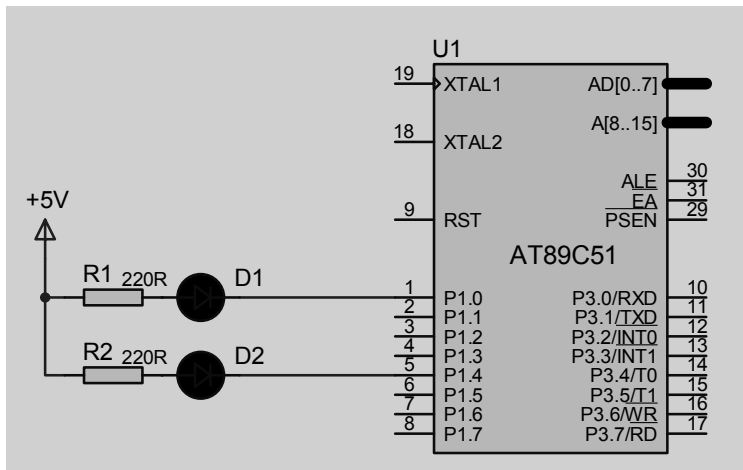 U1
19 XTAL1 AD[0..7]
A[8..15]
18 XTAL2
ALE 30
EA 31
9 RST PSEN 29
+5V
AT89C51
R1 220R D1
1 P1.0 P3.0/RXD 10
2 P1.1 P3.1/TXD 11
3 P1.2 P3.2/INT0 12
4 P1.3 P3.3/INT1 13
R2 220R D2
5 P1.4 P3.4/T0 14
6 P1.5 P3.5/T1 15
7 P1.6 P3.6/WR 16
8 P1.7 P3.7/RD 17